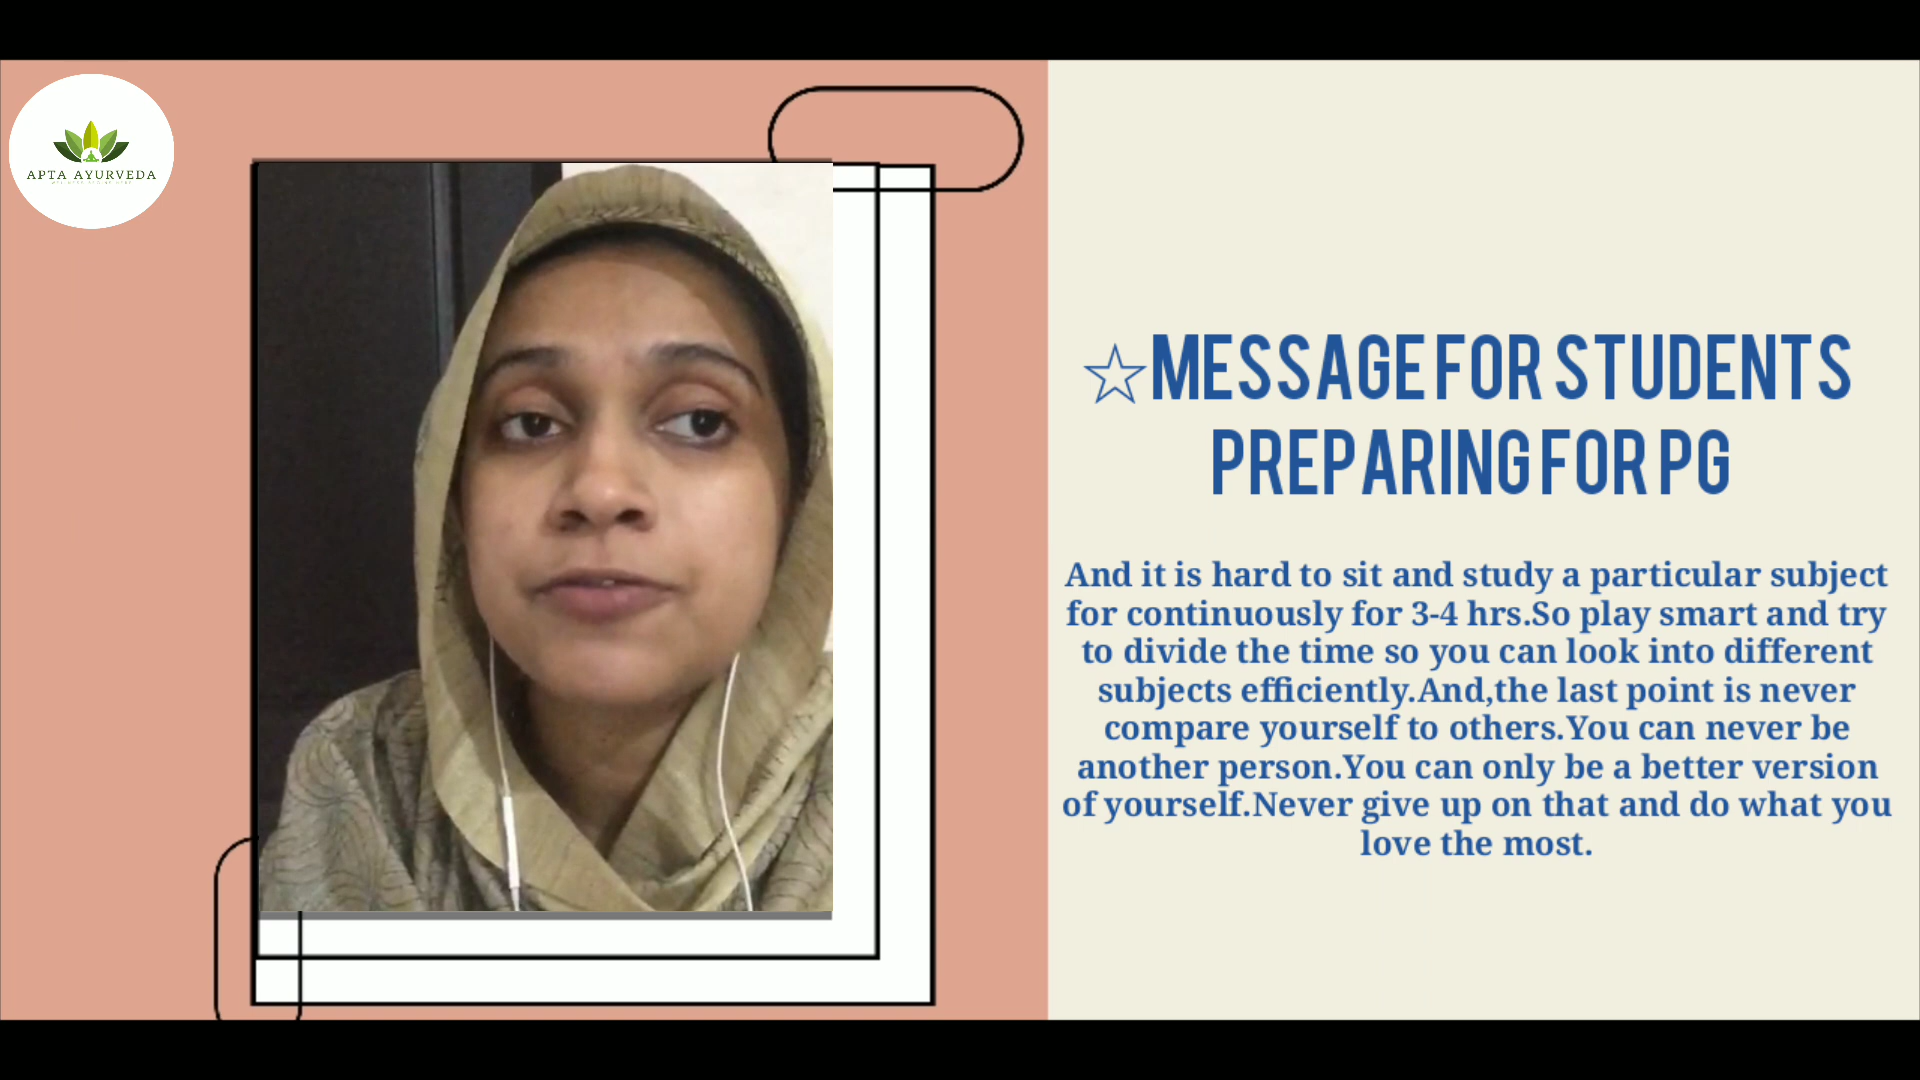 APTA AYURVEDA
☆MESSAGE FOR STUDENTS
PREPARING FOR PG
And it is hard to sit and study a particular subject
for continuously for 3-4 hrs.So play smart and try
to divide the time so you can look into different
subjects efficiently.And,the last point is never
compare yourself to others.You can never be
another person.You can only be a better version
of yourself.Never give up on that and do what you
love the most.